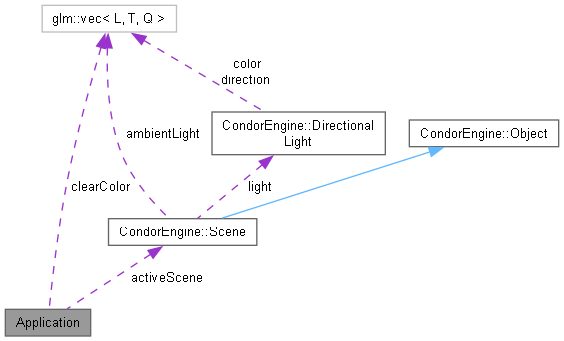 glm::vec< L, T, Q >
color
direction
CondorEngine::Directional
Light
CondorEngine::Object
ambientLight
clearColor
light
CondorEngine::Scene
activeScene
Application